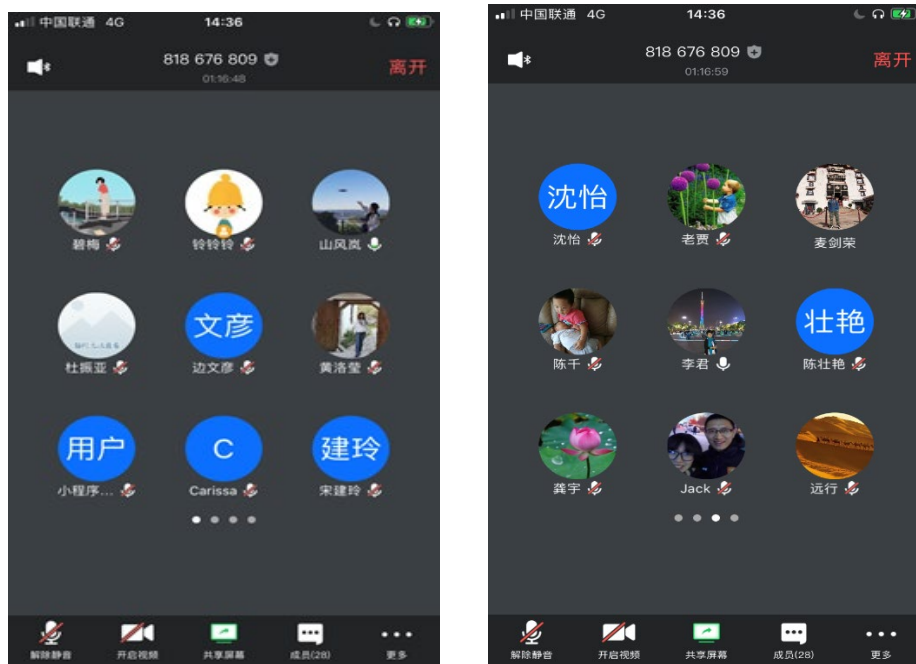 中国联通 4G 14:36
818 676 809
01:16:48
离开
碧梅 铃铃铃 山风岚
文彦
杜振亚 边文彦 黄洛莹
用户 C 建玲
小程序... Carissa 宋建玲
解除静音 开启视频 共享屏幕 成员(28) 更多
中国联通 4G 14:36
818 676 809
01:16:59
离开
沈怡
沈怡 老贾 麦剑荣
壮艳
陈千 李君 陈壮艳
龚宇 Jack 远行
解除静音 开启视频 共享屏幕 成员(28) 更多